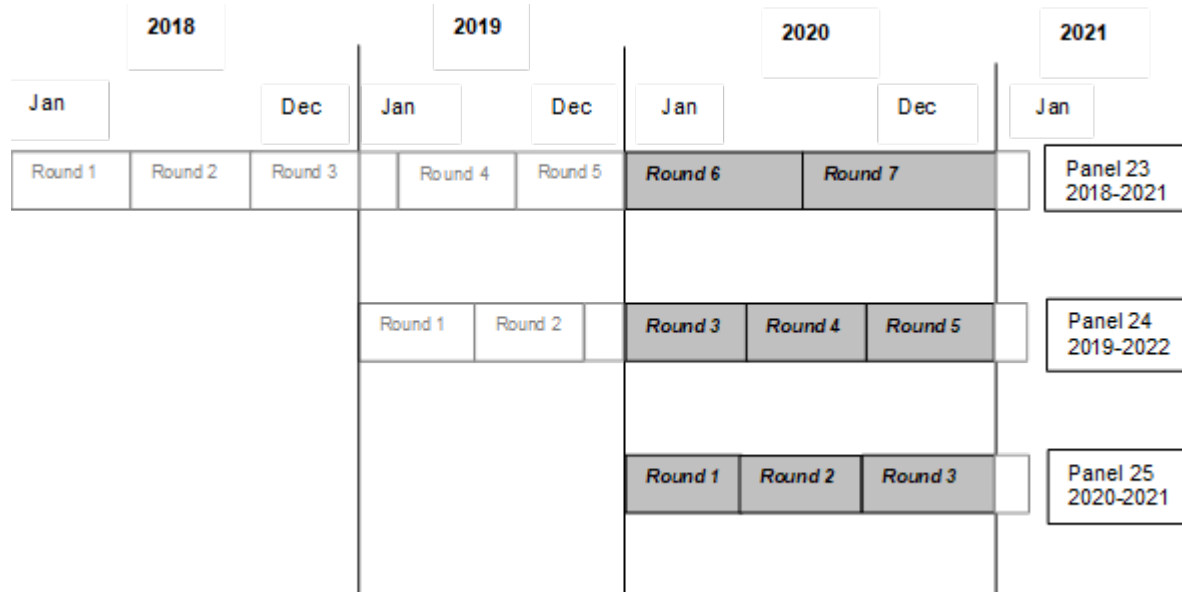 2018
2019
2020
2021
Jan
Dec
Jan
Dec
Jan
Dec
Jan
Round 1
Round 2
Round 3
Round 4
Round 5
Round 6
Round 7
Panel 23
2018-2021
Round 1
Round 2
Round 3
Round 4
Round 5
Panel 24
2019-2022
Round 1
Round 2
Round 3
Panel 25
2020-2021